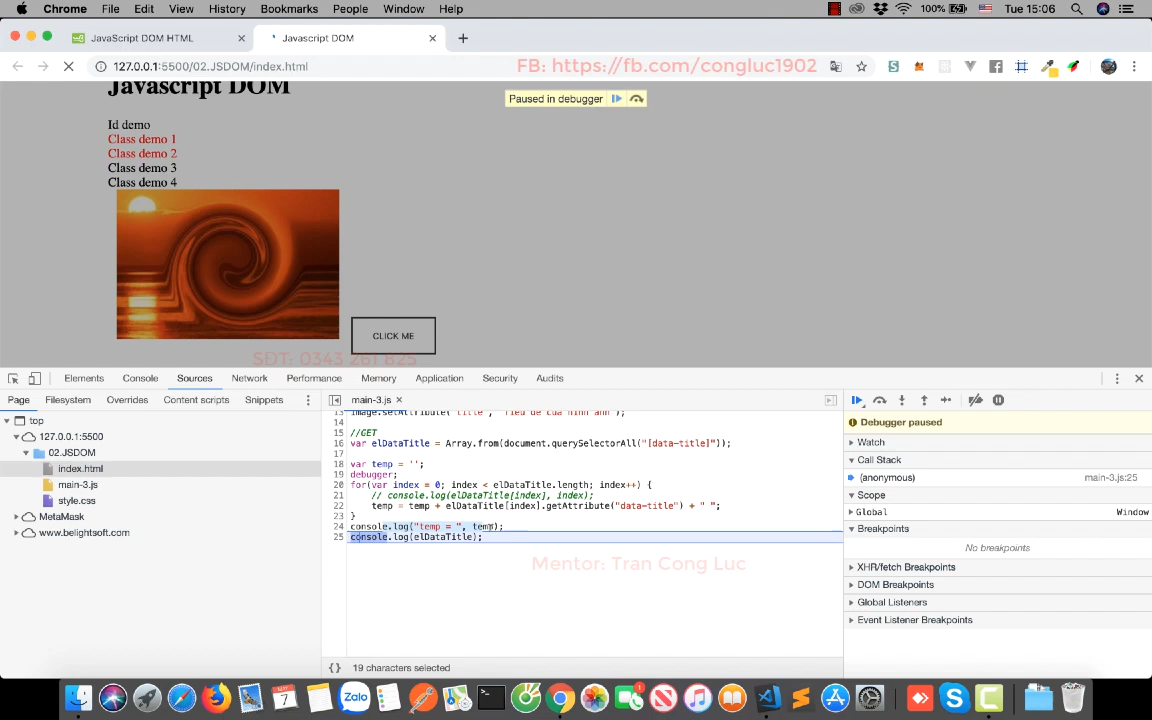 Chrome File Edit View History Bookmarks People Window Help 100% Tue 15:06
JavaScript DOM HTML Javascript DOM
127.0.0.1:5500/02.JSDOM/index.html FB: https://fb.com/congluc1902
Javascript DOM
Paused in debugger
Id demo
Class demo 1
Class demo 2
Class demo 3
Class demo 4
CLICK ME
SĐT: 0343 261 825
Elements Console Sources Network Performance Memory Application Security Audits
Page Filesystem Overrides Content scripts Snippets main-3.js
top
127.0.0.1:5500
02.JSDOM
index.html
main-3.js
style.css
MetaMask
www.belightsoft.com
13
14
15 //GET
16 var elDataTitle = Array.from(document.querySelectorAll("[data-title]"));
17
18 var temp = '';
19 debugger;
20 for(var index = 0; index < elDataTitle.length; index++) {
21 // console.log(elDataTitle[index], index);
22 temp = temp + elDataTitle[index].getAttribute("data-title") + " ";
23 }
24 console.log("temp = ", temp);
25 console.log(elDataTitle);
Mentor: Tran Cong Luc
{} 19 characters selected
Debugger paused
Watch
Call Stack
(anonymous) main-3.js:25
Scope
Global Window
Breakpoints
No breakpoints
XHR/fetch Breakpoints
DOM Breakpoints
Global Listeners
Event Listener Breakpoints
7
Zalo
1